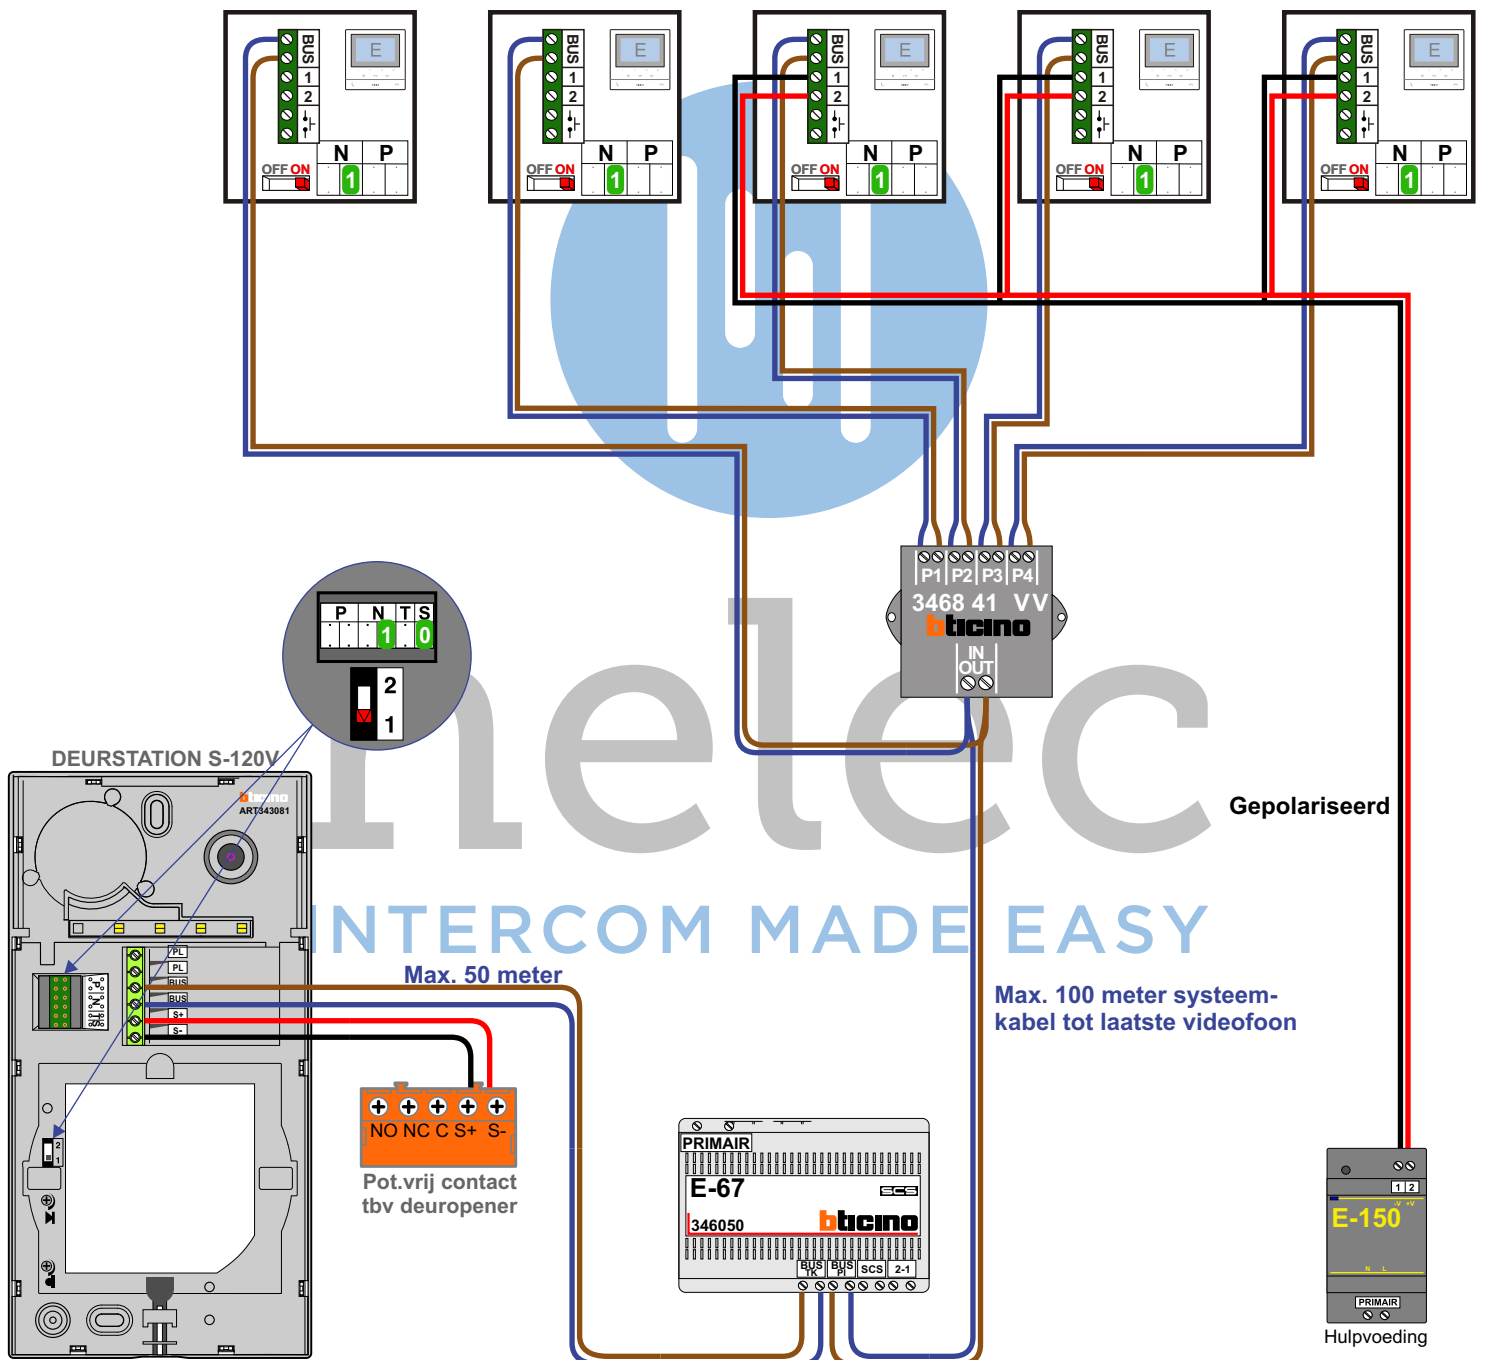 BUS
1
2
E
OFF ON
N P
1
BUS
1
2
E
OFF ON
N P
1
BUS
1
2
E
OFF ON
N P
1
BUS
1
2
E
OFF ON
N P
1
BUS
1
2
E
OFF ON
N P
1
P1 P2 P3 P4
3468 41 VV
bticino
IN
OUT
P N T S
1 0
2
1
nelec
INTERCOM MADE EASY
DEURSTATION S-120V
bticino
ART343081
PL
PL
BUS
BUS
S+
S-
P N T S
2
1
Max. 50 meter
Max. 100 meter systeem-
kabel tot laatste videofoon
Gepolariseerd
NO NC C S+ S-
Pot.vrij contact
tbv deuropener
PRIMAIR
E-67
SCS
346050
bticino
BUS TK BUS PI SCS 2-1
1 2
-V +V
E-150
N L
PRIMAIR
Hulpvoeding